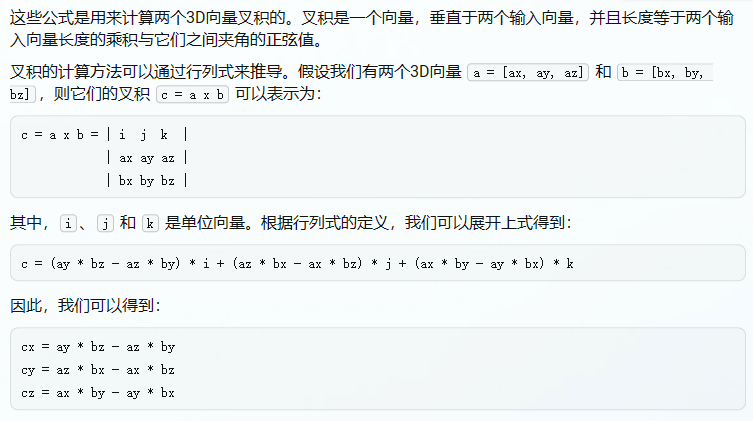 这些公式是用来计算两个3D向量叉积的。叉积是一个向量，垂直于两个输入向量，并且长度等于两个输
入向量长度的乘积与它们之间夹角的正弦值。
叉积的计算方法可以通过行列式来推导。假设我们有两个3D向量 a = [ax, ay, az] 和 b = [bx, by,
bz] ，则它们的叉积 c = a x b 可以表示为：
c = a x b = | i  j  k  |
            | ax ay az |
            | bx by bz |
其中， i 、 j 和 k 是单位向量。根据行列式的定义，我们可以展开上式得到：
c = (ay * bz - az * by) * i + (az * bx - ax * bz) * j + (ax * by - ay * bx) * k
因此，我们可以得到：
cx = ay * bz - az * by
cy = az * bx - ax * bz
cz = ax * by - ay * bx